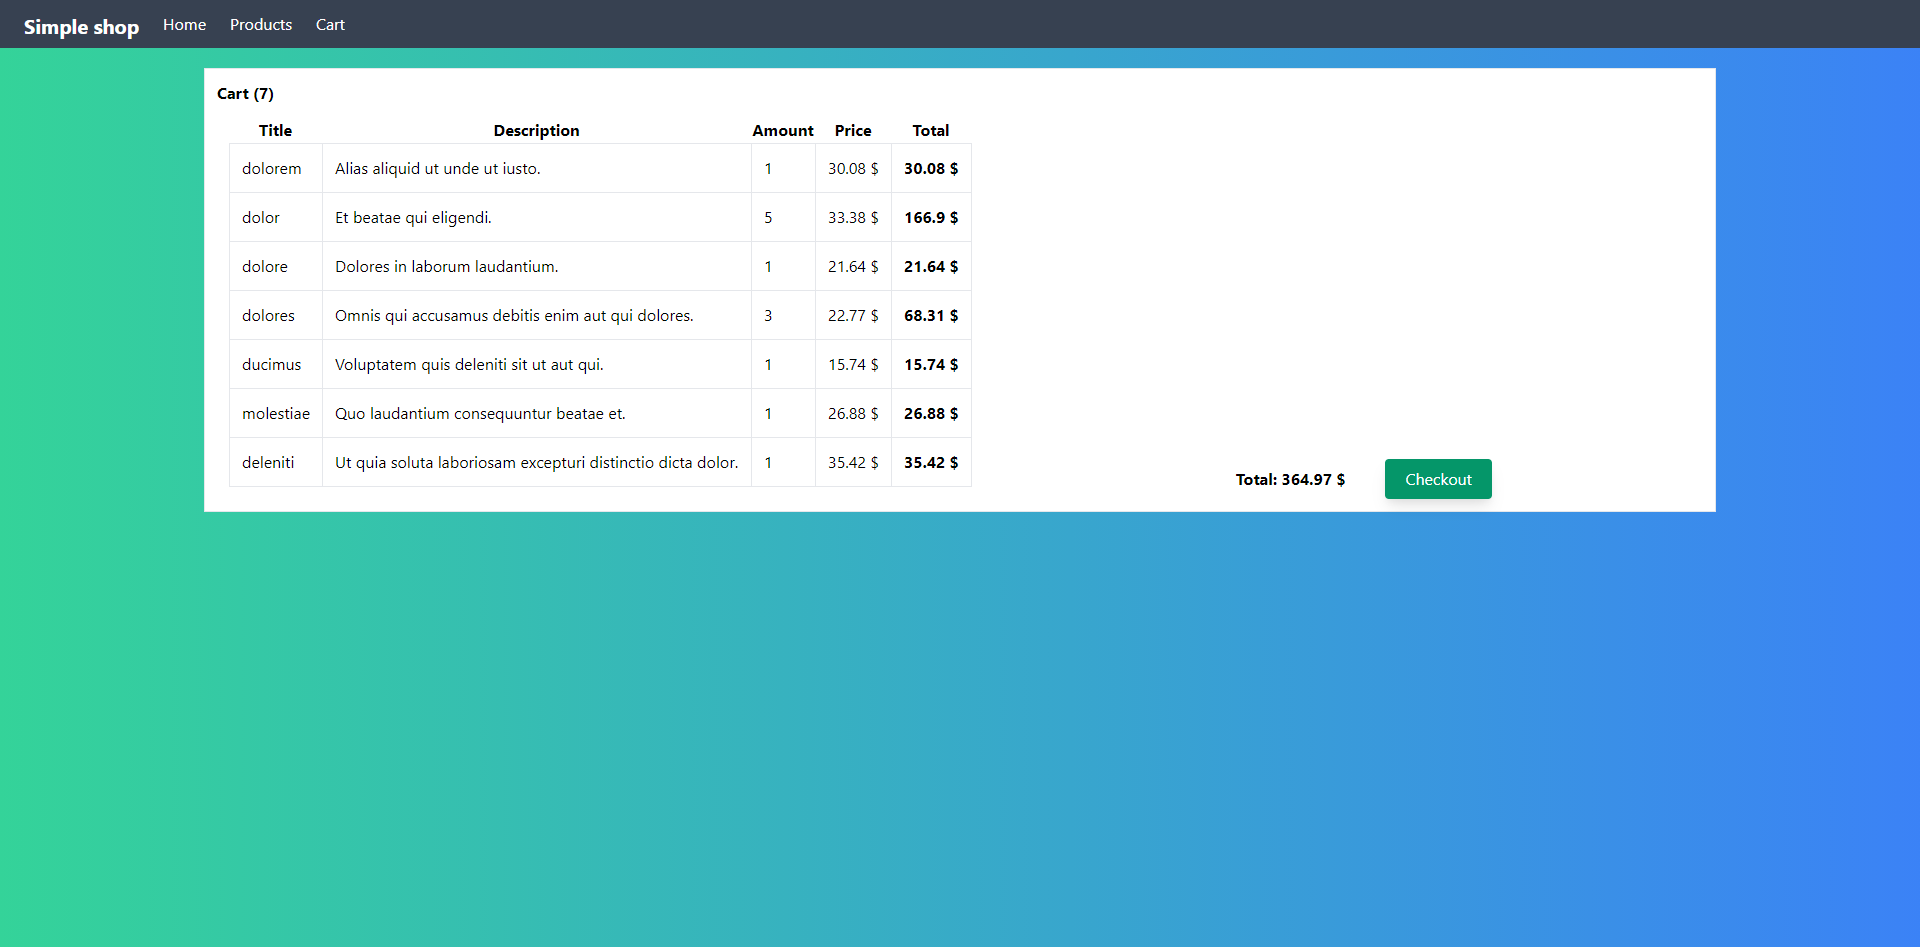 Simple shop Home Products Cart
Cart (7)
Title Description Amount Price Total
dolorem Alias aliquid ut unde ut iusto. 1 30.08 $ 30.08 $
dolor Et beatae qui eligendi. 5 33.38 $ 166.9 $
dolore Dolores in laborum laudantium. 1 21.64 $ 21.64 $
dolores Omnis qui accusamus debitis enim aut qui dolores. 3 22.77 $ 68.31 $
ducimus Voluptatem quis deleniti sit ut aut qui. 1 15.74 $ 15.74 $
molestiae Quo laudantium consequuntur beatae et. 1 26.88 $ 26.88 $
deleniti Ut quia soluta laboriosam excepturi distinctio dicta dolor. 1 35.42 $ 35.42 $
Total: 364.97 $ Checkout